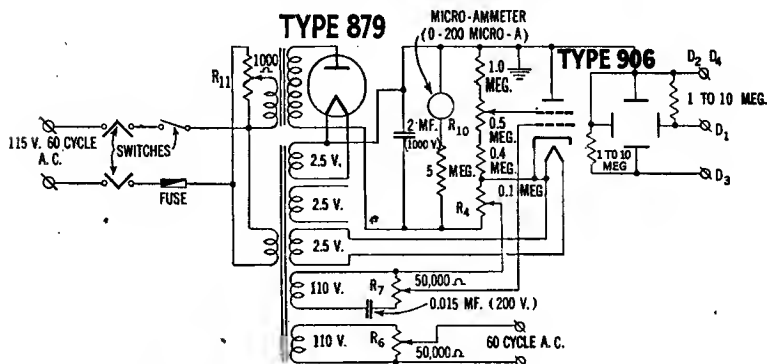 TYPE 879
MICRO-AMMETER
(0-200 MICRO-A)
TYPE 906
1000
Ω
R11
1.0
MEG.
D2 D4
1 TO 10 MEG.
115 V. 60 CYCLE
A. C.
SWITCHES
FUSE
2 MF.
(1000 V.)
R10
0.5
MEG.
0.4
MEG.
5 MEG.
0.1 MEG.
R4
1 TO 10
MEG
D1
D3
2.5 V.
2.5 V.
2.5 V.
110 V.
R7
50,000Ω
0.015 MF. (200 V.)
110 V.
R6
50,000Ω
60 CYCLE A. C.